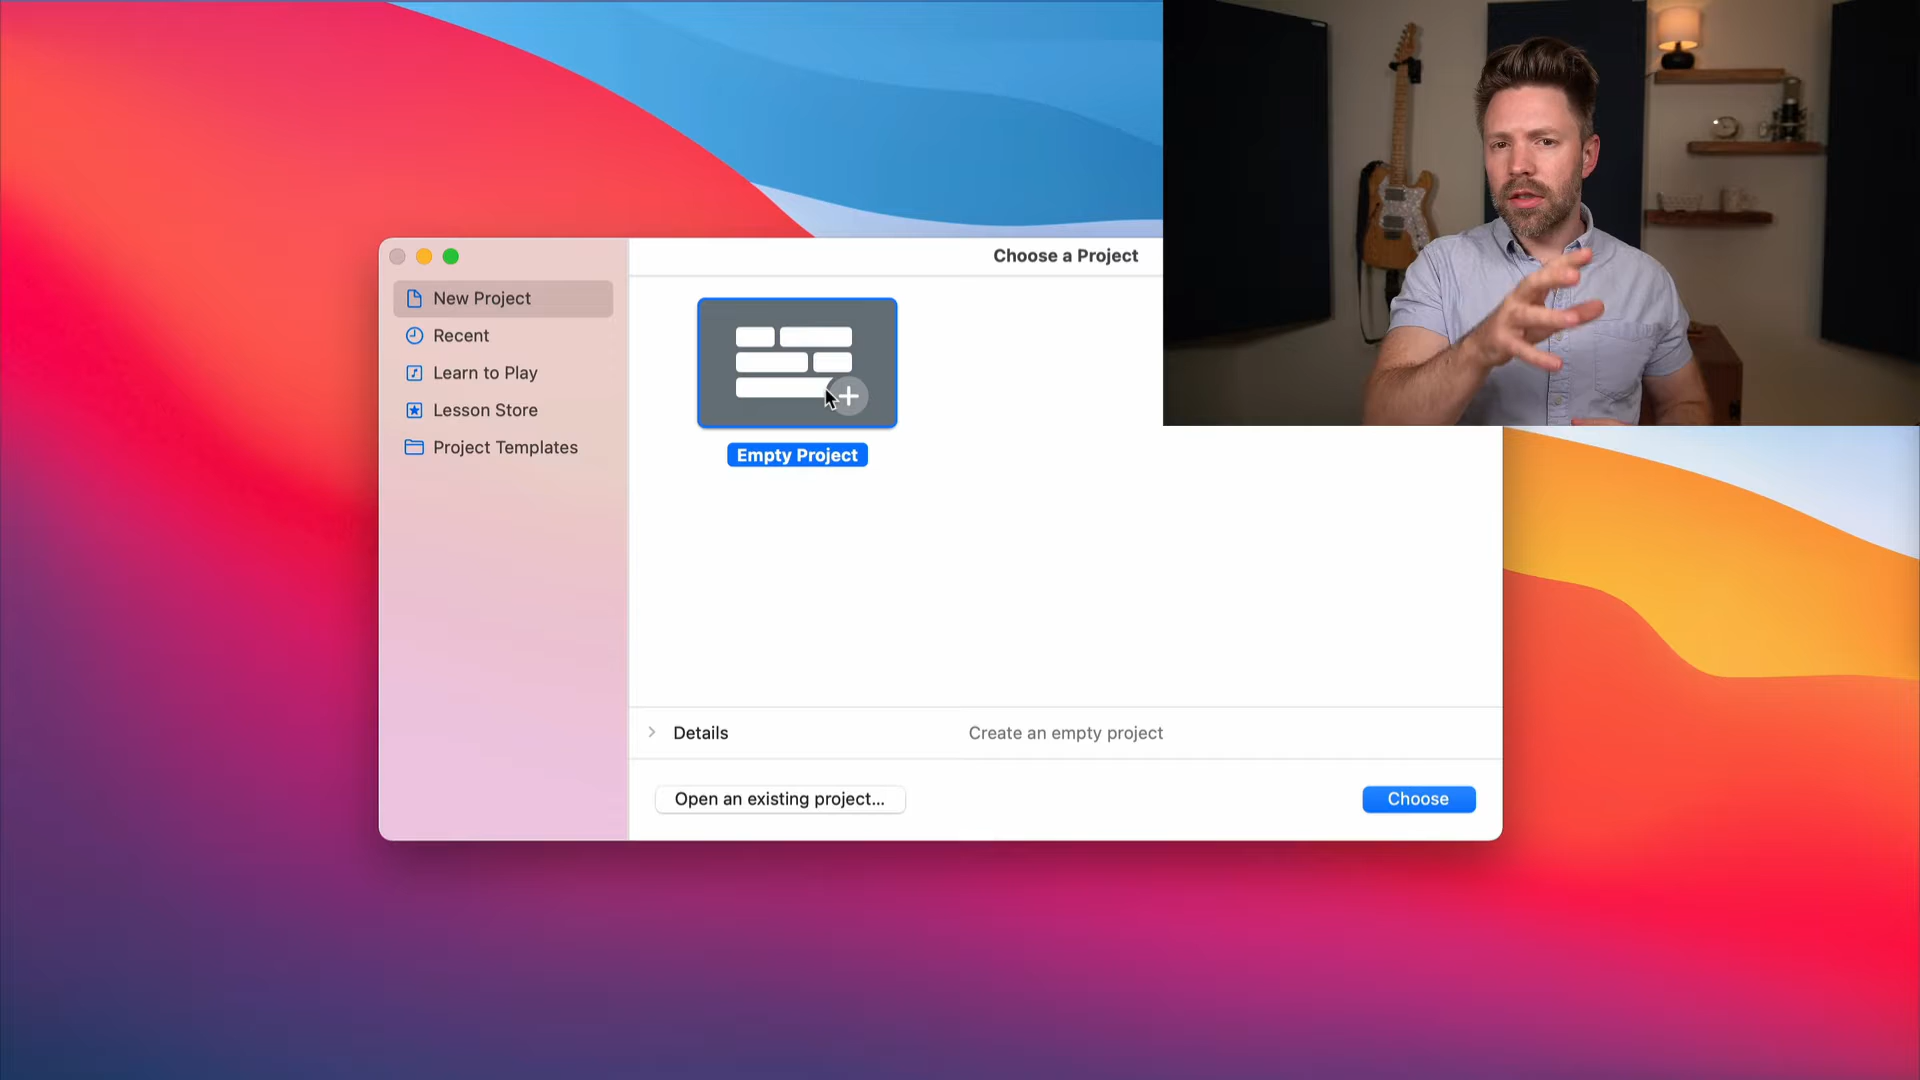 Choose a Project
New Project
Recent
Learn to Play
Lesson Store
Project Templates
Empty Project
Details
Create an empty project
Open an existing project...
Choose